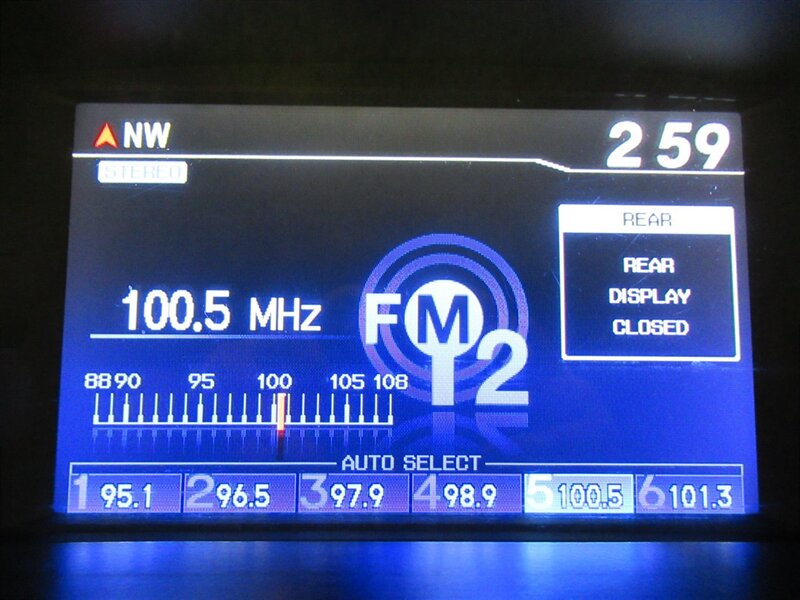 NW
2 59
STEREO
REAR
REAR
DISPLAY
CLOSED
100.5 MHz
FM
2
88 90 95 100 105 108
AUTO SELECT
1 95.1 2 96.5 3 97.9 4 98.9 5 100.5 6 101.3